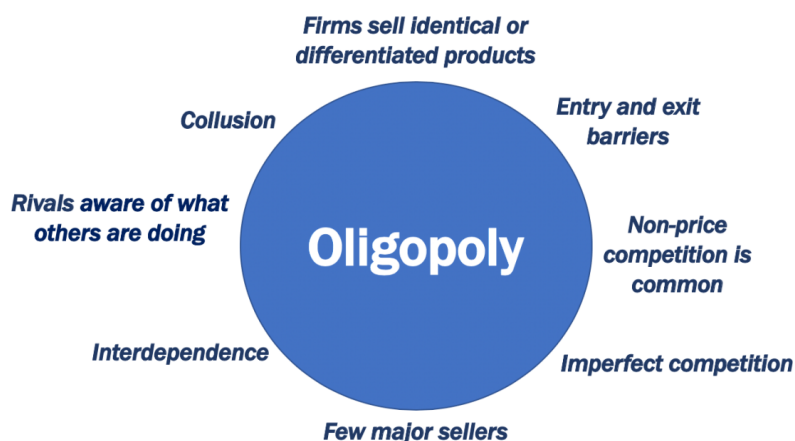 Firms sell identical or
differentiated products
Entry and exit
barriers
Collusion
Rivals aware of what
others are doing
Oligopoly
Non-price
competition is
common
Interdependence
Imperfect competition
Few major sellers